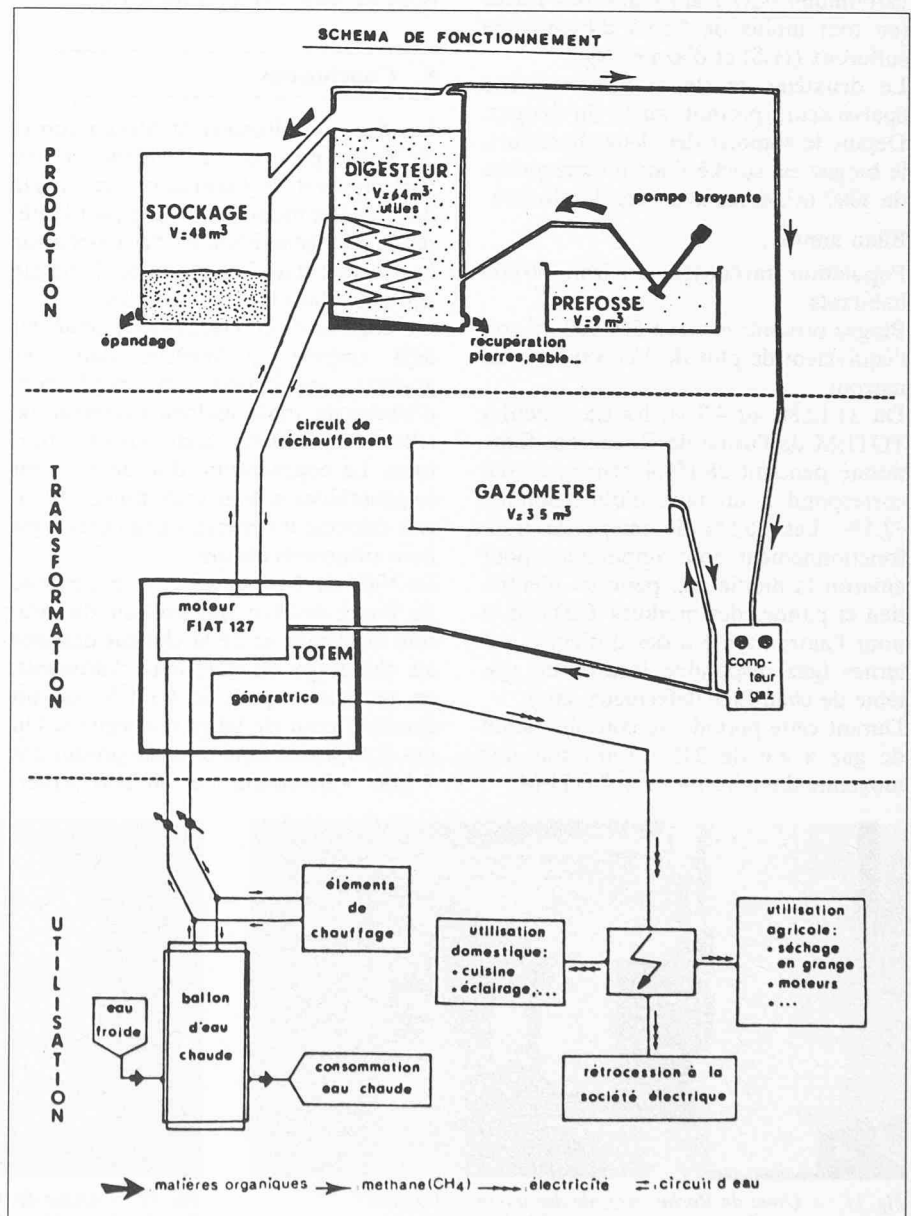 SCHEMA DE FONCTIONNEMENT
PRODUCTION
STOCKAGE
V=48m³
DIGESTEUR
V=64m³
utiles
pompe broyante
PREFOSSE
V=9m³
épandage
récupération
pierres,sable...
circuit de
réchauffement
TRANSFORMATION
GAZOMETRE
V=35m³
moteur
FIAT 127
TOTEM
génératrice
comp-
teur
à gaz
UTILISATION
éléments
de
chauffage
utilisation
domestique:
• cuisine
• éclairage,....
utilisation
agricole:
• séchage
en grange
• moteurs
• ....
eau
froide
ballon
d'eau
chaude
consommation
eau chaude
rétrocession à la
société électrique
matières organiques
methane(CH4)
électricité
circuit d'eau